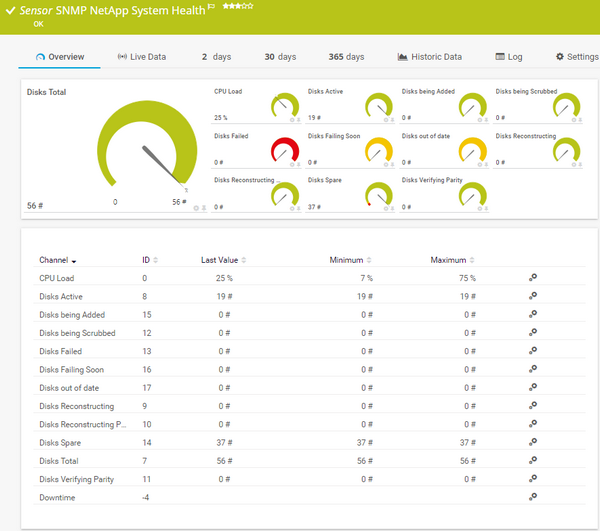 Sensor SNMP NetApp System Health
OK
Overview
Live Data
2 days
30 days
365 days
Historic Data
Log
Settings
Disks Total
0
56 #
56 #
CPU Load
25 %
Disks Active
19 #
Disks being Added
0 #
Disks being Scrubbed
0 #
Disks Failed
0 #
Disks Failing Soon
0 #
Disks out of date
0 #
Disks Reconstructing
0 #
Disks Reconstructing ...
0 #
Disks Spare
37 #
Disks Verifying Parity
0 #
Channel ID Last Value Minimum Maximum
CPU Load 0 25 % 7 % 75 %
Disks Active 8 19 # 19 # 19 #
Disks being Added 15 0 # 0 # 0 #
Disks being Scrubbed 12 0 # 0 # 0 #
Disks Failed 13 0 # 0 # 0 #
Disks Failing Soon 16 0 # 0 # 0 #
Disks out of date 17 0 # 0 # 0 #
Disks Reconstructing 9 0 # 0 # 0 #
Disks Reconstructing P... 10 0 # 0 # 0 #
Disks Spare 14 37 # 37 # 37 #
Disks Total 7 56 # 56 # 56 #
Disks Verifying Parity 11 0 # 0 # 0 #
Downtime -4